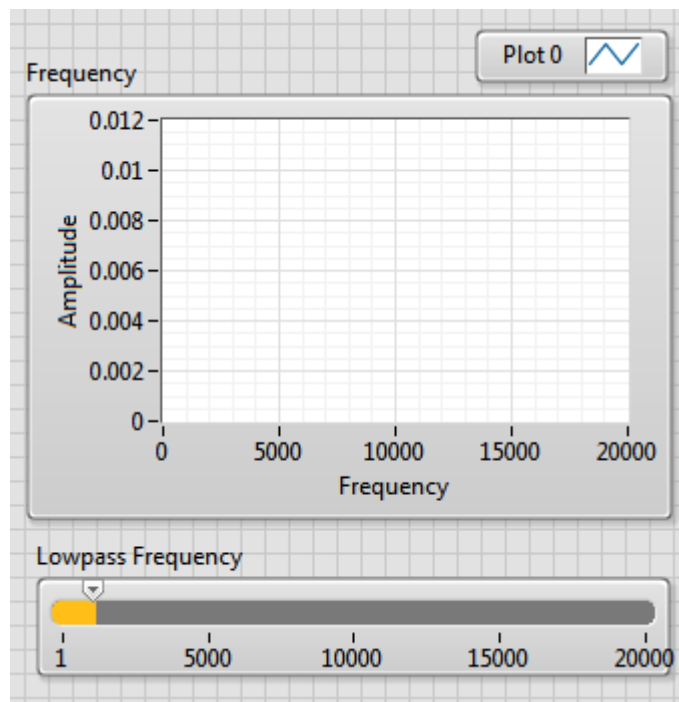 Plot 0
Frequency
0.012
0.01
0.008
0.006
0.004
0.002
0
Amplitude
0 5000 10000 15000 20000
Frequency
Lowpass Frequency
1 5000 10000 15000 20000